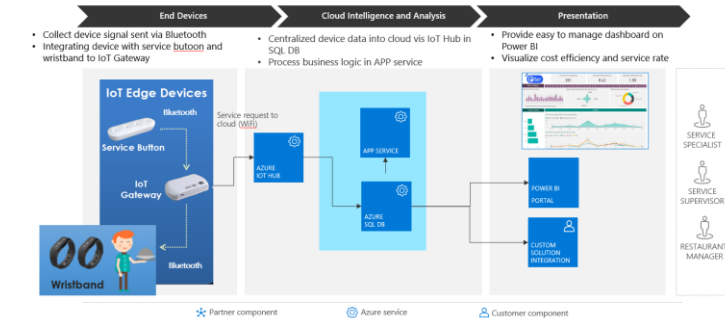 End Devices
Cloud Intelligence and Analysis
Presentation
• Collect device signal sent via Bluetooth
• Integrating device with service butoon and
wristband to IoT Gateway
• Centralized device data into cloud vis IoT Hub in
SQL DB
• Process business logic in APP service
• Provide easy to manage dashboard on
Power BI
• Visualize cost efficiency and service rate
IoT Edge Devices
Bluetooth
Service Button
IoT
Gateway
Bluetooth
Wristband
Service request to
cloud (WiFi)
AZURE
IOT HUB
APP SERVICE
AZURE
SQL DB
POWER BI
PORTAL
CUSTOM
SOLUTION
INTEGRATION
SERVICE
SPECIALIST
SERVICE
SUPERVISOR
RESTAURANT
MANAGER
Partner component
Azure service
Customer component